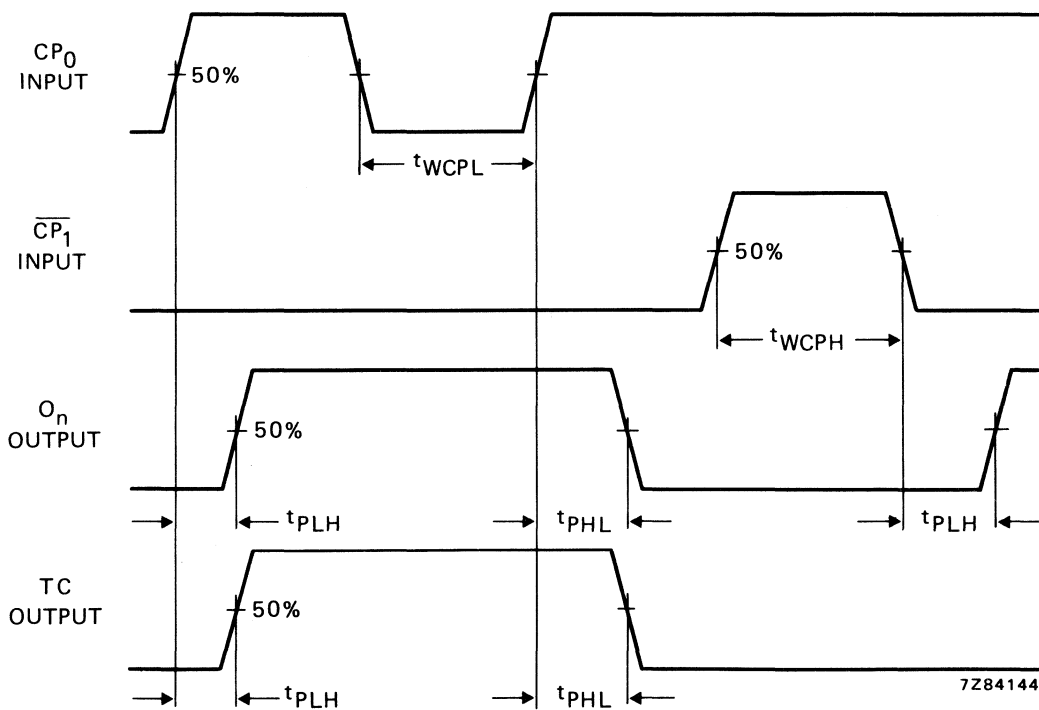 CP0
INPUT
50%
tWCPL
CP1
INPUT
50%
tWCPH
On
OUTPUT
50%
tPLH
tPHL
tPLH
TC
OUTPUT
50%
tPLH
tPHL
7Z84144